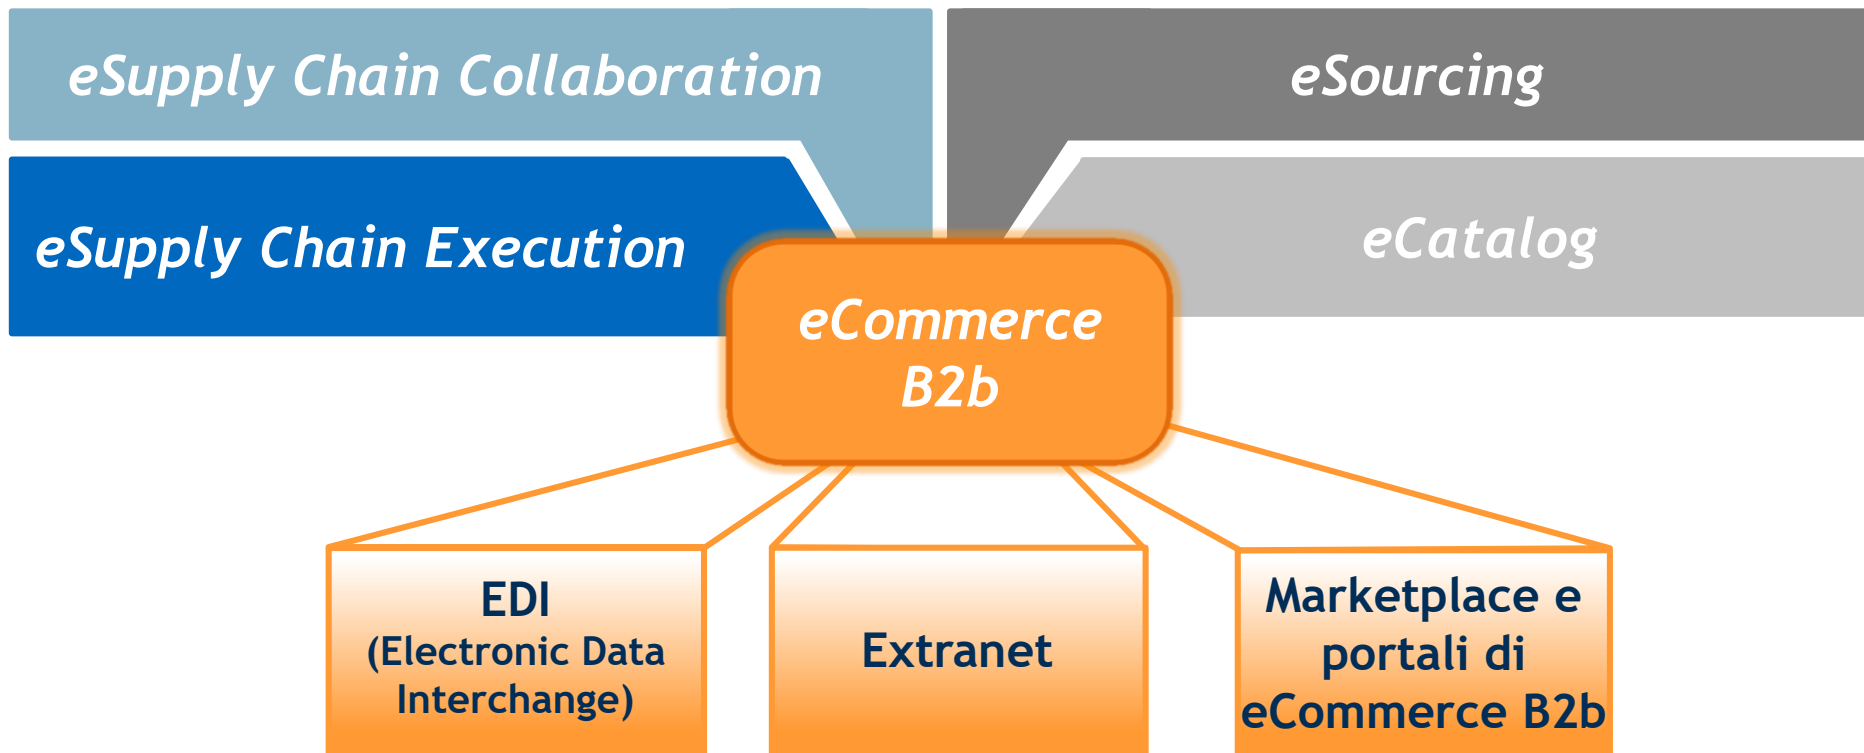 eSupply Chain Collaboration
eSourcing
eSupply Chain Execution
eCatalog
eCommerce
B2b
EDI
(Electronic Data
Interchange)
Extranet
Marketplace e
portali di
eCommerce B2b